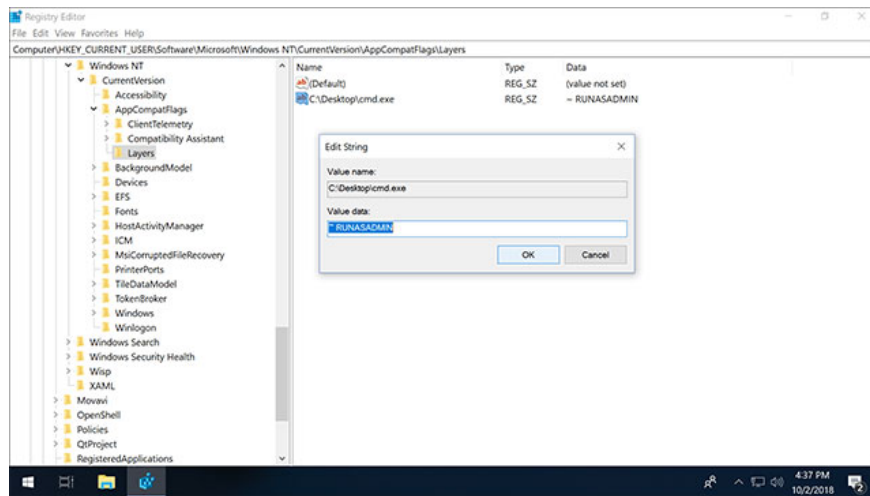 Registry Editor
File Edit View Favorites Help
Computer\HKEY_CURRENT_USER\Software\Microsoft\Windows NT\CurrentVersion\AppCompatFlags\Layers
Windows NT
CurrentVersion
Accessibility
AppCompatFlags
ClientTelemetry
Compatibility Assistant
Layers
BackgroundModel
Devices
EFS
Fonts
HostActivityManager
ICM
MsiCorruptedFileRecovery
PrinterPorts
TileDataModel
TokenBroker
Windows
Winlogon
Windows Search
Windows Security Health
Wisp
XAML
Movavi
OpenShell
Policies
QtProject
RegisteredApplications
Name Type Data
(Default) REG_SZ (value not set)
C:\Desktop\cmd.exe REG_SZ ~ RUNASADMIN
Edit String
Value name:
C:\Desktop\cmd.exe
Value data:
~ RUNASADMIN
OK Cancel
4:37 PM
10/2/2018
2